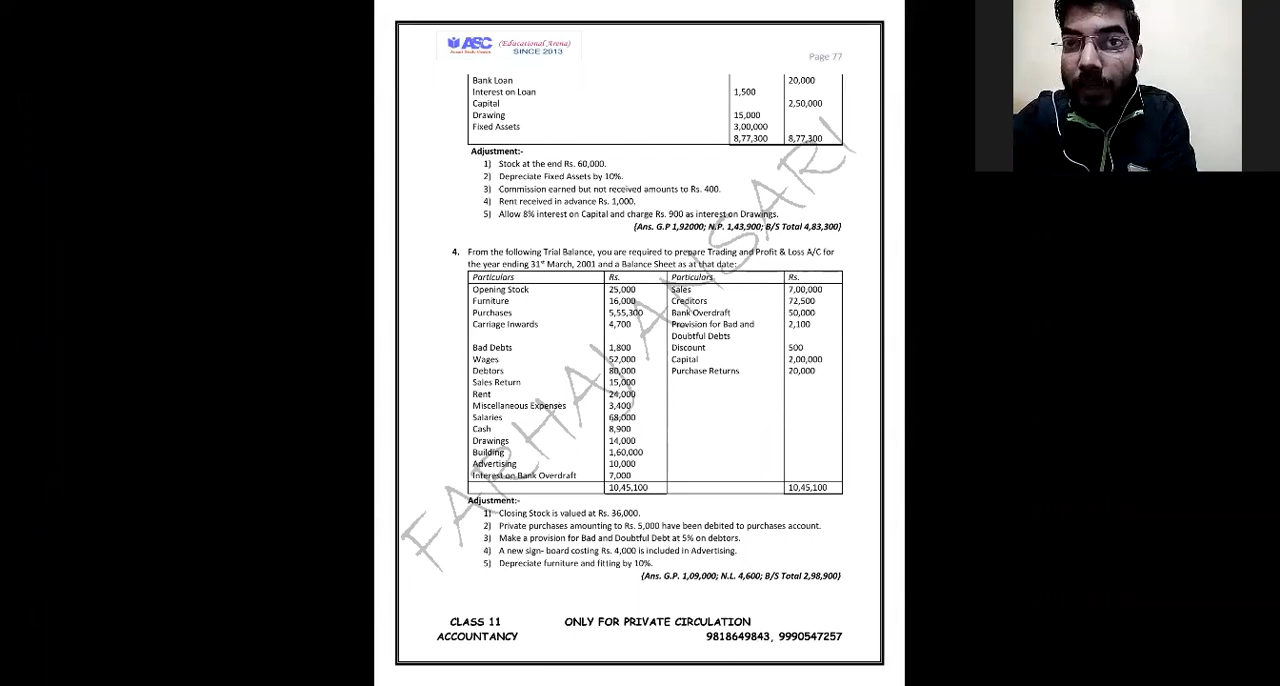 ASC (Educational Arena)
SINCE 2013
Page 77
Bank Loan 20,000
Interest on Loan 1,500
Capital 2,50,000
Drawing 15,000
Fixed Assets 3,00,000
8,77,300 8,77,300
Adjustment:-
1) Stock at the end Rs. 60,000.
2) Depreciate Fixed Assets by 10%.
3) Commission earned but not received amounts to Rs. 400.
4) Rent received in advance Rs. 1,000.
5) Allow 8% interest on Capital and charge Rs. 900 as interest on Drawings.
(Ans. G.P 1,92000; N.P. 1,43,900; B/S Total 4,83,300)
4. From the following Trial Balance, you are required to prepare Trading and Profit & Loss A/C for
the year ending 31st March, 2001 and a Balance Sheet as at that date:
Particulars Rs. Particulars Rs.
Opening Stock 25,000 Sales 7,00,000
Furniture 16,000 Creditors 72,500
Purchases 5,55,300 Bank Overdraft 50,000
Carriage Inwards 4,700 Provision for Bad and 2,100
Doubtful Debts
Bad Debts 1,800 Discount 500
Wages 52,000 Capital 2,00,000
Debtors 80,000 Purchase Returns 20,000
Sales Return 15,000
Rent 24,000
Miscellaneous Expenses 3,400
Salaries 68,000
Cash 8,900
Drawings 14,000
Building 1,60,000
Advertising 10,000
Interest on Bank Overdraft 7,000
10,45,100 10,45,100
Adjustment:-
1) Closing Stock is valued at Rs. 36,000.
2) Private purchases amounting to Rs. 5,000 have been debited to purchases account.
3) Make a provision for Bad and Doubtful Debt at 5% on debtors.
4) A new sign- board costing Rs. 4,000 is included in Advertising.
5) Depreciate furniture and fitting by 10%.
(Ans. G.P. 1,09,000; N.L. 4,600; B/S Total 2,98,900)
FARHAJ ANSARI
CLASS 11 ONLY FOR PRIVATE CIRCULATION
ACCOUNTANCY 9818649843, 9990547257